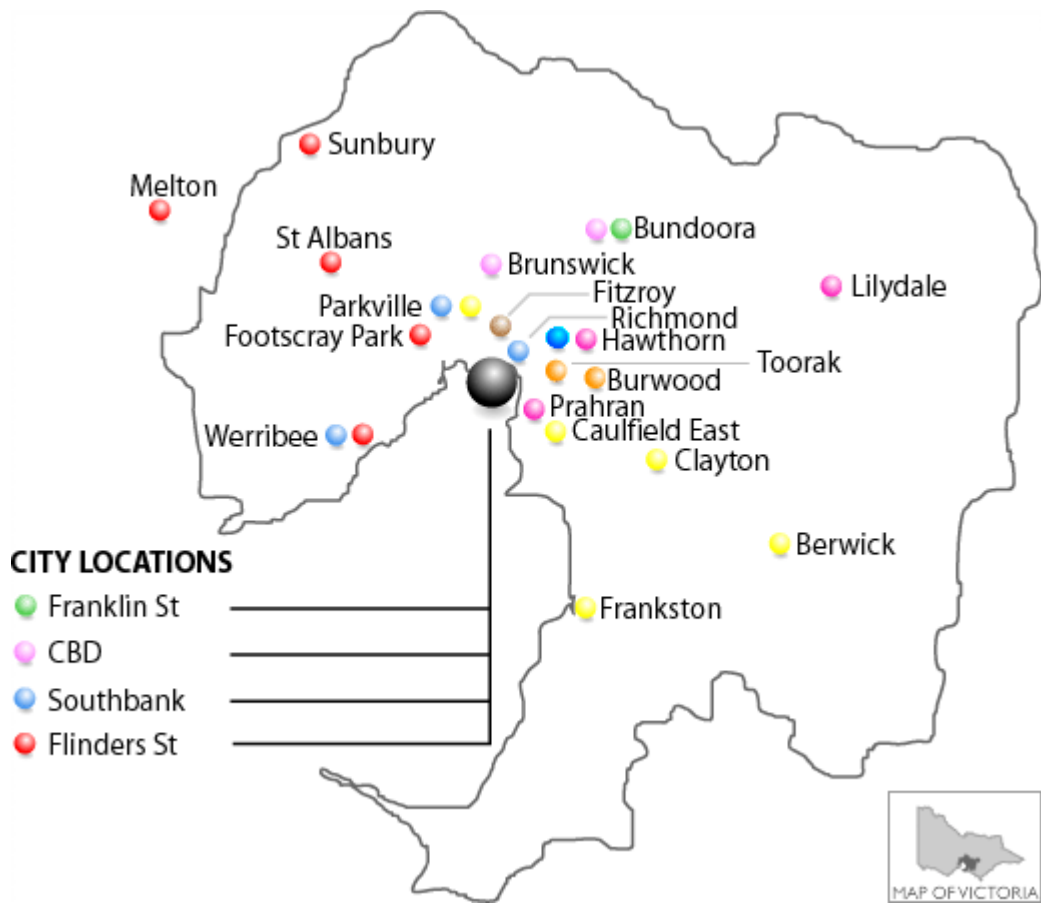 Sunbury
Melton
Bundoora
St Albans
Brunswick
Lilydale
Fitzroy
Parkville
Richmond
Footscray Park
Hawthorn
Toorak
Burwood
Prahran
Caulfield East
Werribee
Clayton
Berwick
CITY LOCATIONS
Franklin St
Frankston
CBD
Southbank
Flinders St
MAP OF VICTORIA